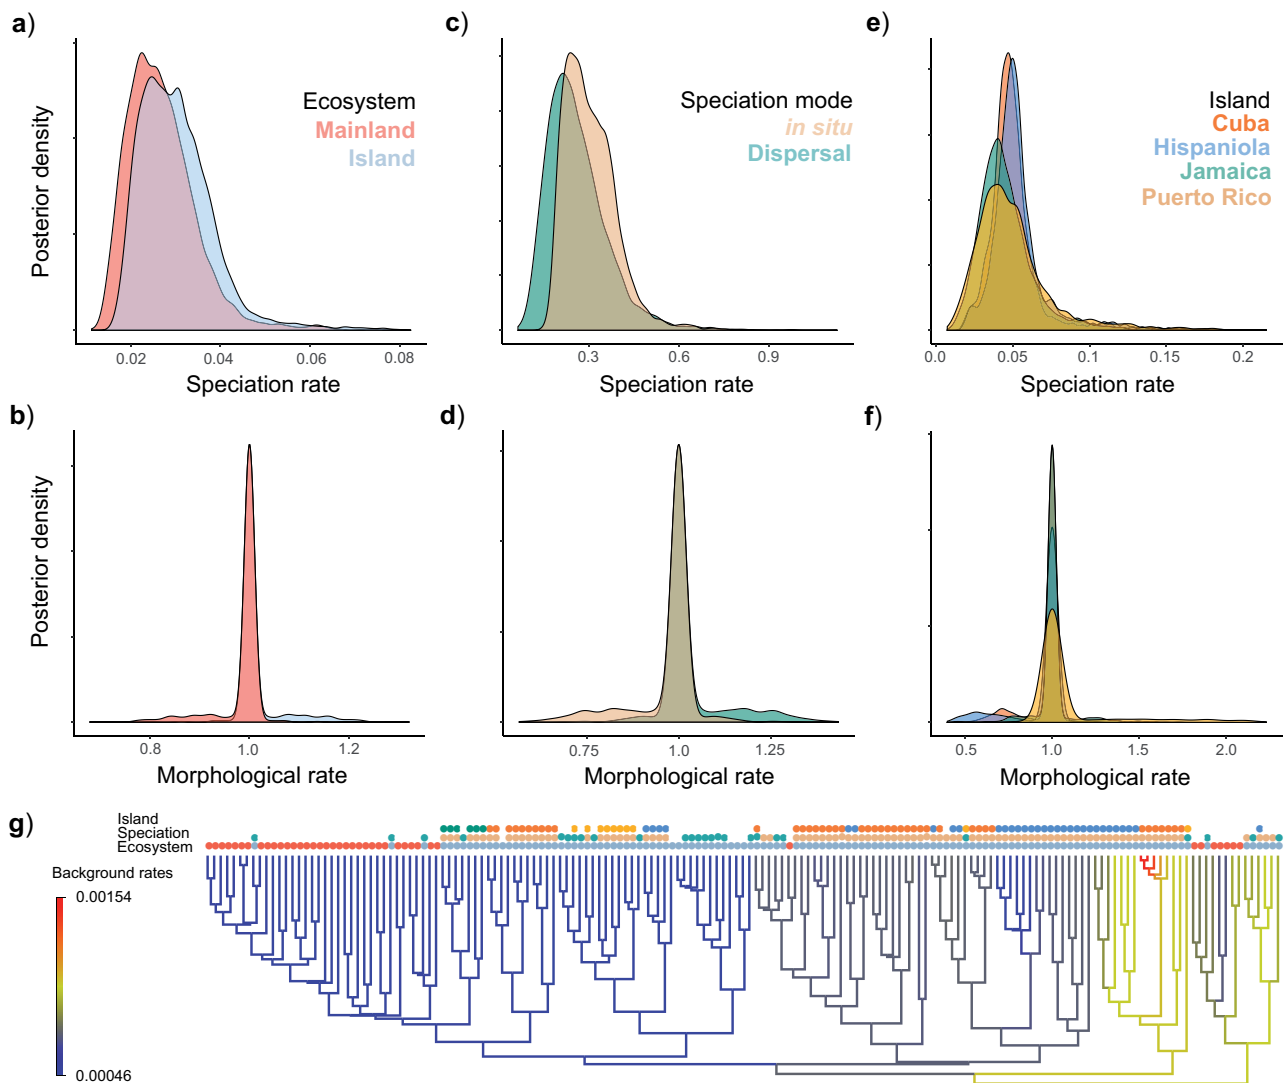 a)
Posterior density
Ecosystem
Mainland
Island
0.02 0.04 0.06 0.08
Speciation rate
c)
Speciation mode
in situ
Dispersal
0.3 0.6 0.9
Speciation rate
e)
Island
Cuba
Hispaniola
Jamaica
Puerto Rico
0.0 0.05 0.1 0.15 0.2
Speciation rate
b)
Posterior density
0.8 1.0 1.2
Morphological rate
d)
0.75 1.0 1.25
Morphological rate
f)
0.5 1.0 1.5 2.0
Morphological rate
g)
Island
Speciation
Ecosystem
Background rates
0.00154
0.00046